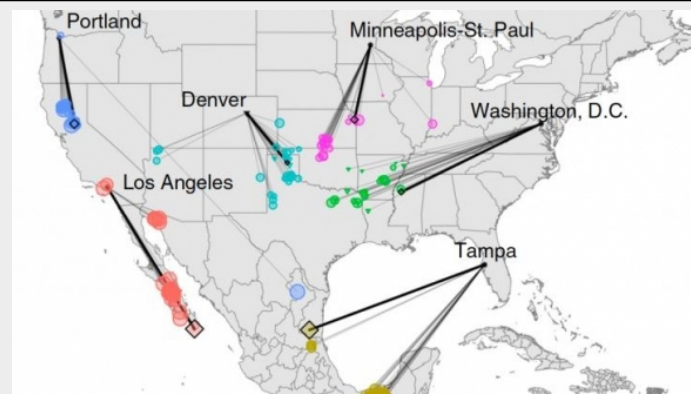 Portland
Minneapolis-St. Paul
Denver
Washington, D.C.
Los Angeles
Tampa